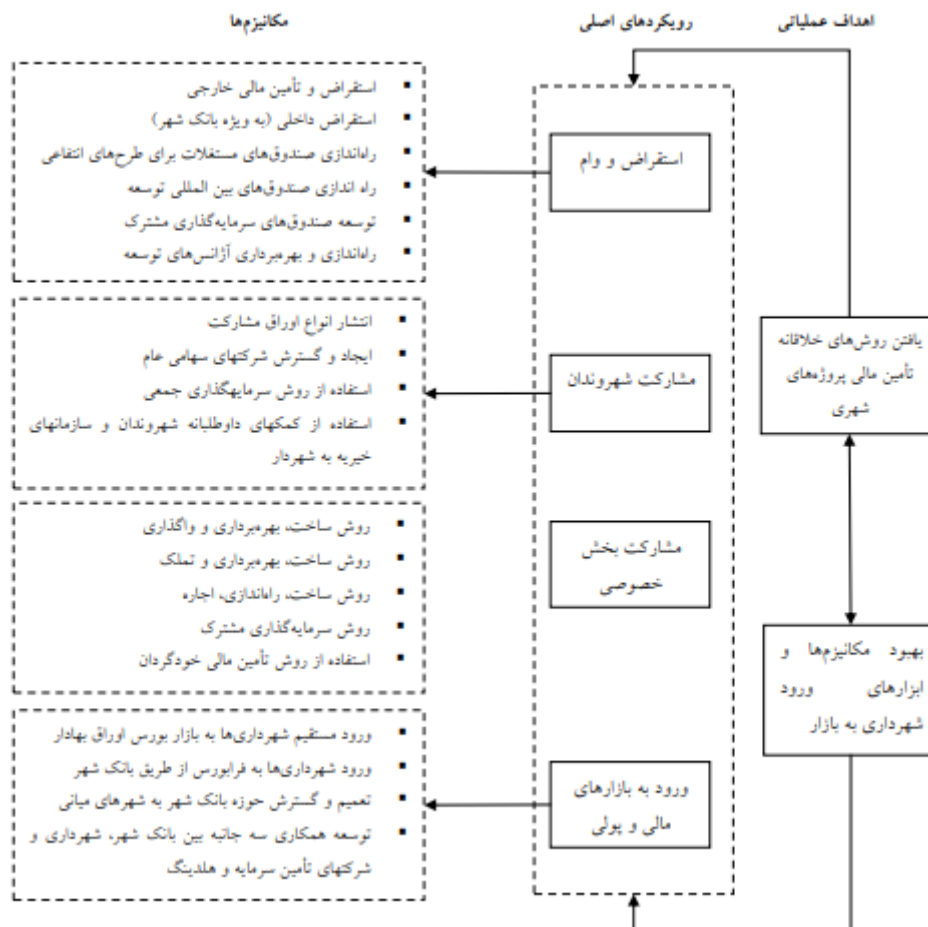 اهداف عملیاتی
رویکردهای اصلی
مکانیزم‌ها
یافتن روش‌های خلاقانه
تأمین مالی پروژه‌های
شهری
بهبود مکانیزم‌ها و
ابزارهای ورود
شهرداری به بازار
استقراض و وام
مشارکت شهروندان
مشارکت بخش
خصوصی
ورود به بازارهای
مالی و پولی
▪ استقراض و تأمین مالی خارجی
▪ استقراض داخلی (به ویژه بانک شهر)
▪ راه‌اندازی صندوق‌های مستغلات برای طرح‌های انتفاعی
▪ راه اندازی صندوق‌های بین المللی توسعه
▪ توسعه صندوق‌های سرمایه‌گذاری مشترک
▪ راه‌اندازی و بهره‌برداری آژانس‌های توسعه
▪ انتشار انواع اوراق مشارکت
▪ ایجاد و گسترش شرکتهای سهامی عام
▪ استفاده از روش سرمایهگذاری جمعی
▪ استفاده از کمکهای داوطلبانه شهروندان و سازمانهای
خیریه به شهردار
▪ روش ساخت، بهره‌برداری و واگذاری
▪ روش ساخت، بهره‌برداری و تملک
▪ روش ساخت، راه‌اندازی، اجاره
▪ روش سرمایه‌گذاری مشترک
▪ استفاده از روش تأمین مالی خودگردان
▪ ورود مستقیم شهرداری‌ها به بازار بورس اوراق بهادار
▪ ورود شهرداری‌ها به فرابورس از طریق بانک شهر
▪ تعمیم و گسترش حوزه بانک شهر به شهرهای میانی
▪ توسعه همکاری سه جانبه بین بانک شهر، شهرداری و
شرکتهای تأمین سرمایه و هلدینگ